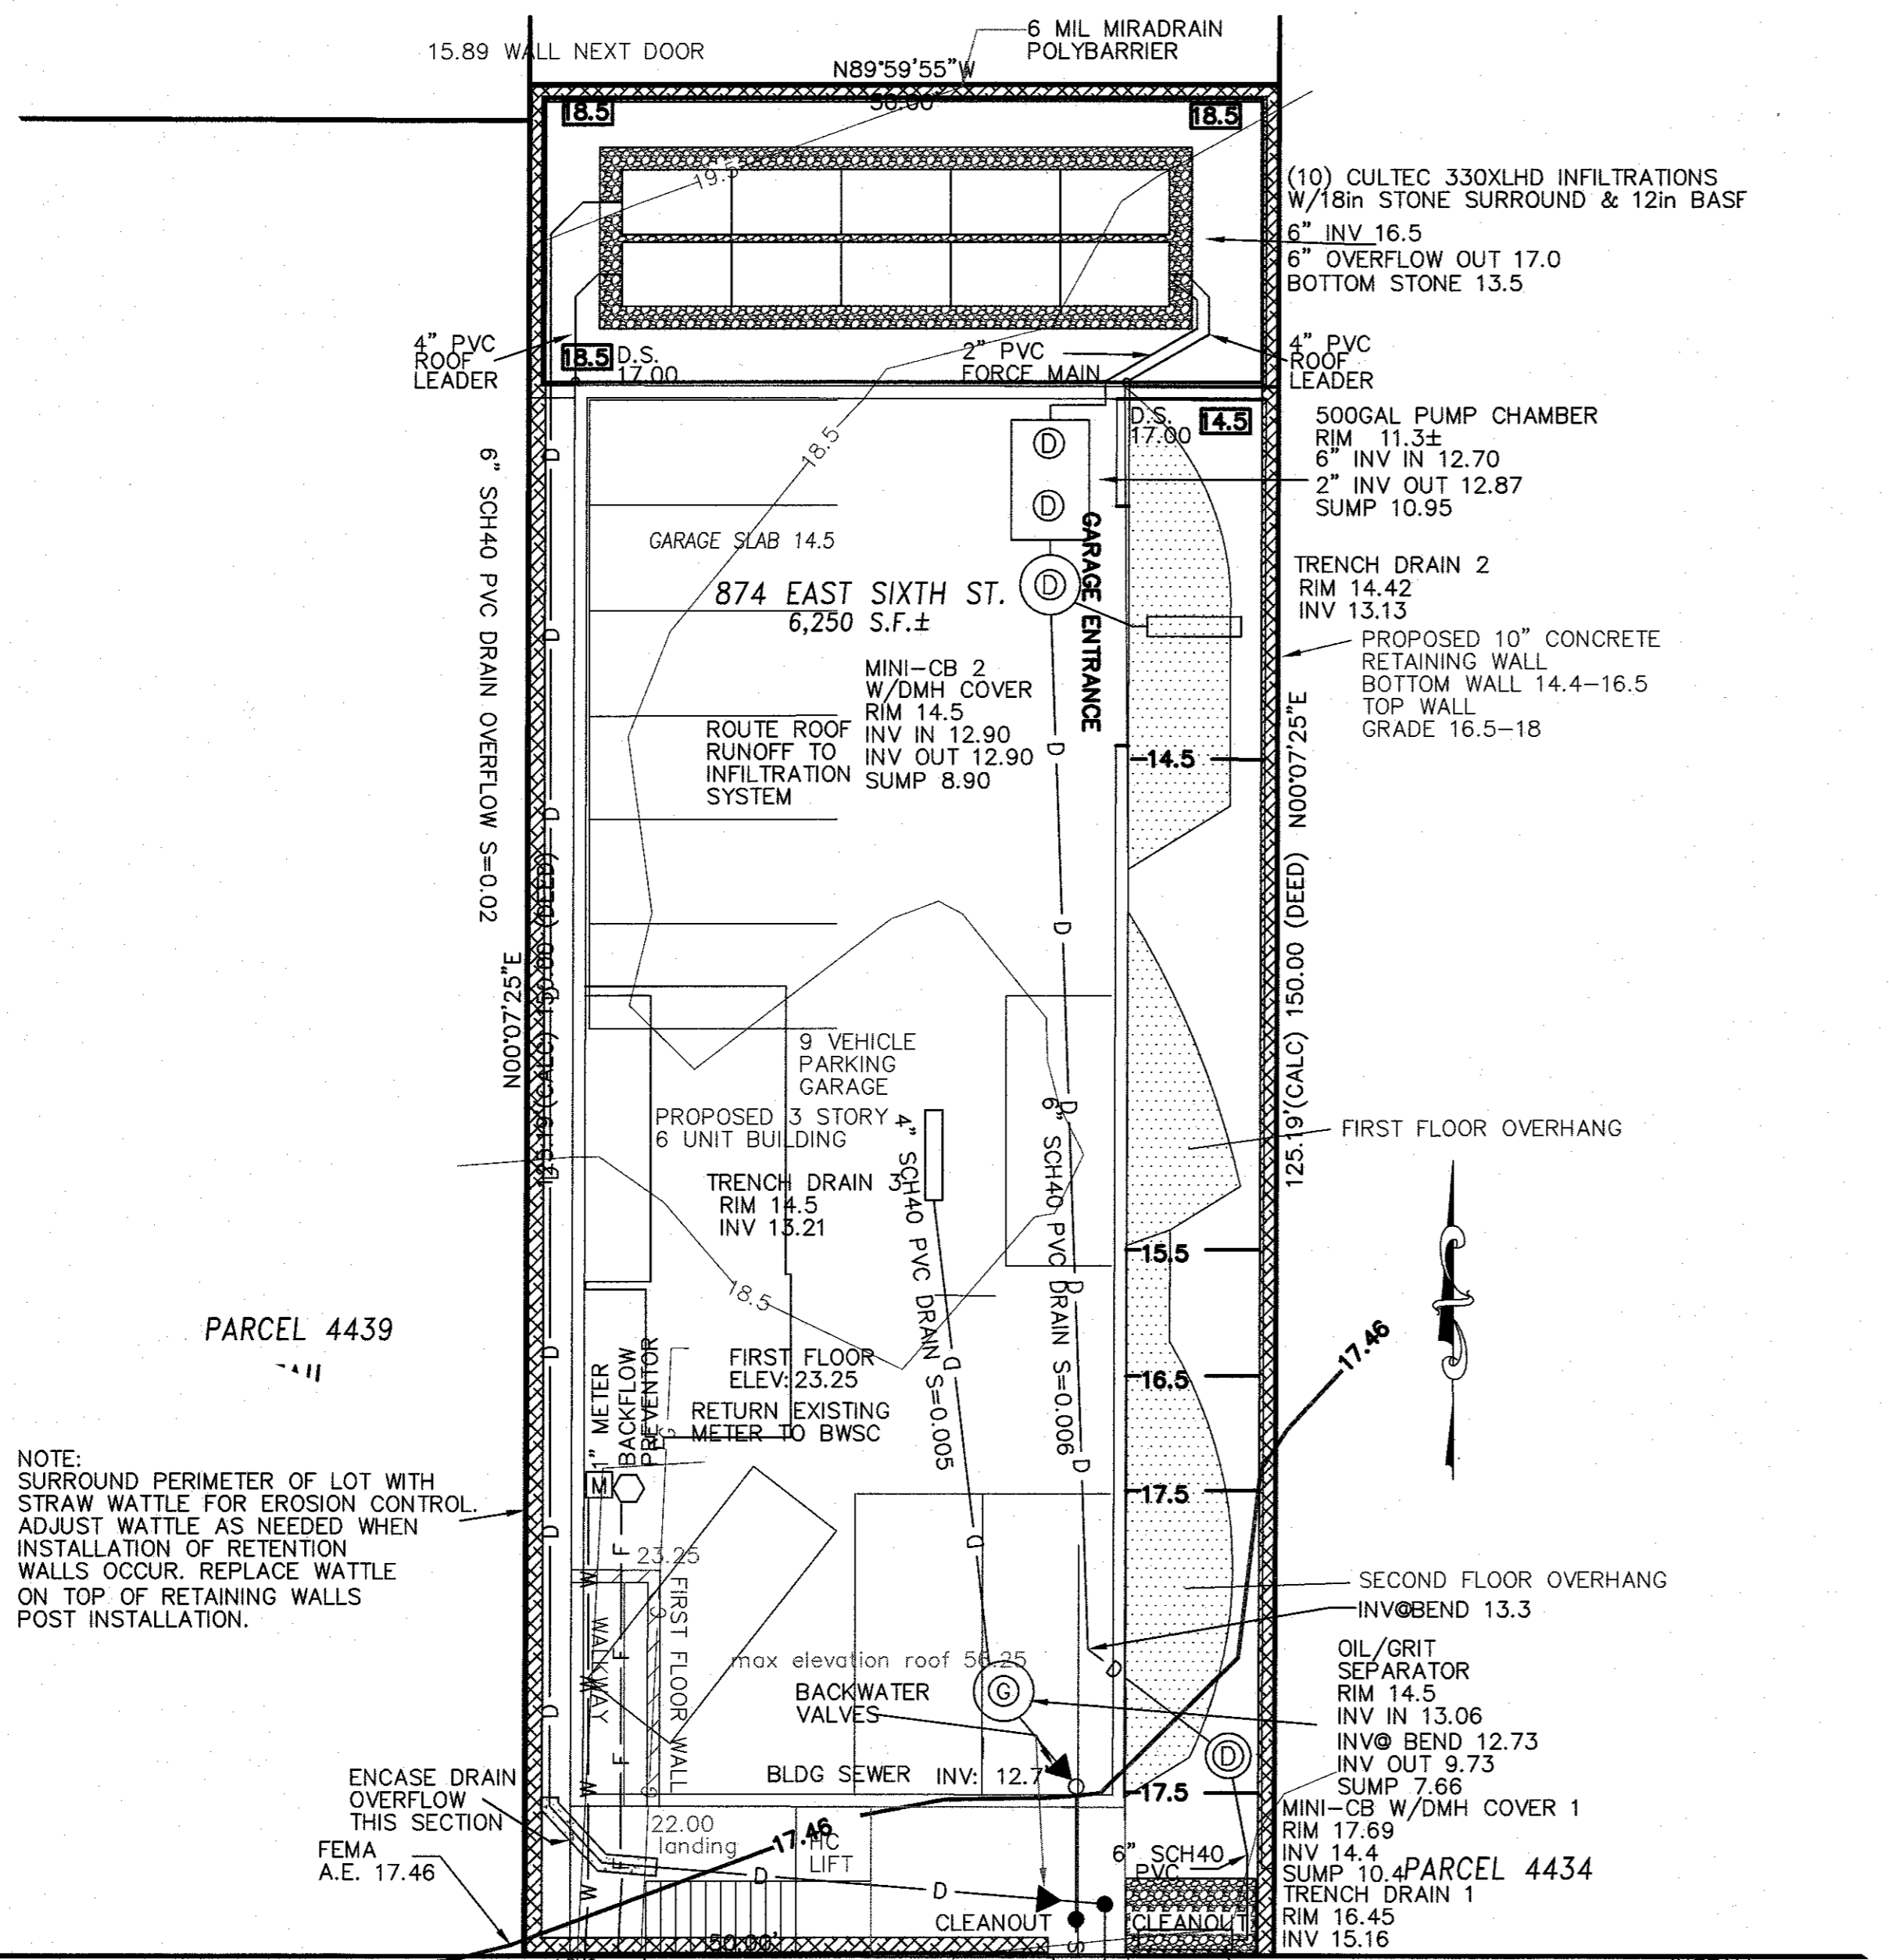 15.89 WALL NEXT DOOR
6 MIL MIRADRAIN
POLYBARRIER
N89°59'55"W
50.00'
18.5
18.5
19.5
(10) CULTEC 330XLHD INFILTRATIONS
W/18in STONE SURROUND & 12in BASF
6" INV 16.5
6" OVERFLOW OUT 17.0
BOTTOM STONE 13.5
4" PVC
ROOF
LEADER
18.5
D.S.
17.00
2" PVC
FORCE MAIN
4" PVC
ROOF
LEADER
D.S.
17.00
14.5
500GAL PUMP CHAMBER
RIM 11.3±
6" INV IN 12.70
2" INV OUT 12.87
SUMP 10.95
18.5
D
D
D
GARAGE SLAB 14.5
GARAGE ENTRANCE
874 EAST SIXTH ST.
6,250 S.F.±
TRENCH DRAIN 2
RIM 14.42
INV 13.13
PROPOSED 10" CONCRETE
RETAINING WALL
BOTTOM WALL 14.4-16.5
TOP WALL
GRADE 16.5-18
6" SCH40 PVC DRAIN OVERFLOW S=0.02
MINI-CB 2
W/DMH COVER
RIM 14.5
INV IN 12.90
INV OUT 12.90
SUMP 8.90
ROUTE ROOF
RUNOFF TO
INFILTRATION
SYSTEM
14.5
N00°07'25"E
125.19'(CALC) 150.00 (DEED)
N00°07'25"E
125.19'(CALC) 150.00 (DEED)
9 VEHICLE
PARKING
GARAGE
PROPOSED 3 STORY
6 UNIT BUILDING
4" SCH40 PVC DRAIN S=0.005
6" SCH40 PVC DRAIN S=0.006
FIRST FLOOR OVERHANG
TRENCH DRAIN 3
RIM 14.5
INV 13.21
18.5
15.5
PARCEL 4439
FIRST FLOOR
ELEV: 23.25
16.5
17.46
RETURN EXISTING
METER TO BWSC
1" METER
BACKFLOW
PREVENTOR
M
17.5
NOTE:
SURROUND PERIMETER OF LOT WITH
STRAW WATTLE FOR EROSION CONTROL.
ADJUST WATTLE AS NEEDED WHEN
INSTALLATION OF RETENTION
WALLS OCCUR. REPLACE WATTLE
ON TOP OF RETAINING WALLS
POST INSTALLATION.
23.25
FIRST FLOOR WALL
WALKWAY
SECOND FLOOR OVERHANG
INV@BEND 13.3
max elevation roof 56.25
BACKWATER
VALVES
G
D
OIL/GRIT
SEPARATOR
RIM 14.5
INV IN 13.06
INV@ BEND 12.73
INV OUT 9.73
SUMP 7.66
BLDG SEWER INV: 12.7
17.5
ENCASE DRAIN
OVERFLOW
THIS SECTION
22.00
landing
17.46
HC
LIFT
FEMA
A.E. 17.46
6" SCH40
PVC
MINI-CB W/DMH COVER 1
RIM 17.69
INV 14.4
SUMP 10.4
PARCEL 4434
TRENCH DRAIN 1
RIM 16.45
INV 15.16
CLEANOUT
CLEANOUT
50.00'